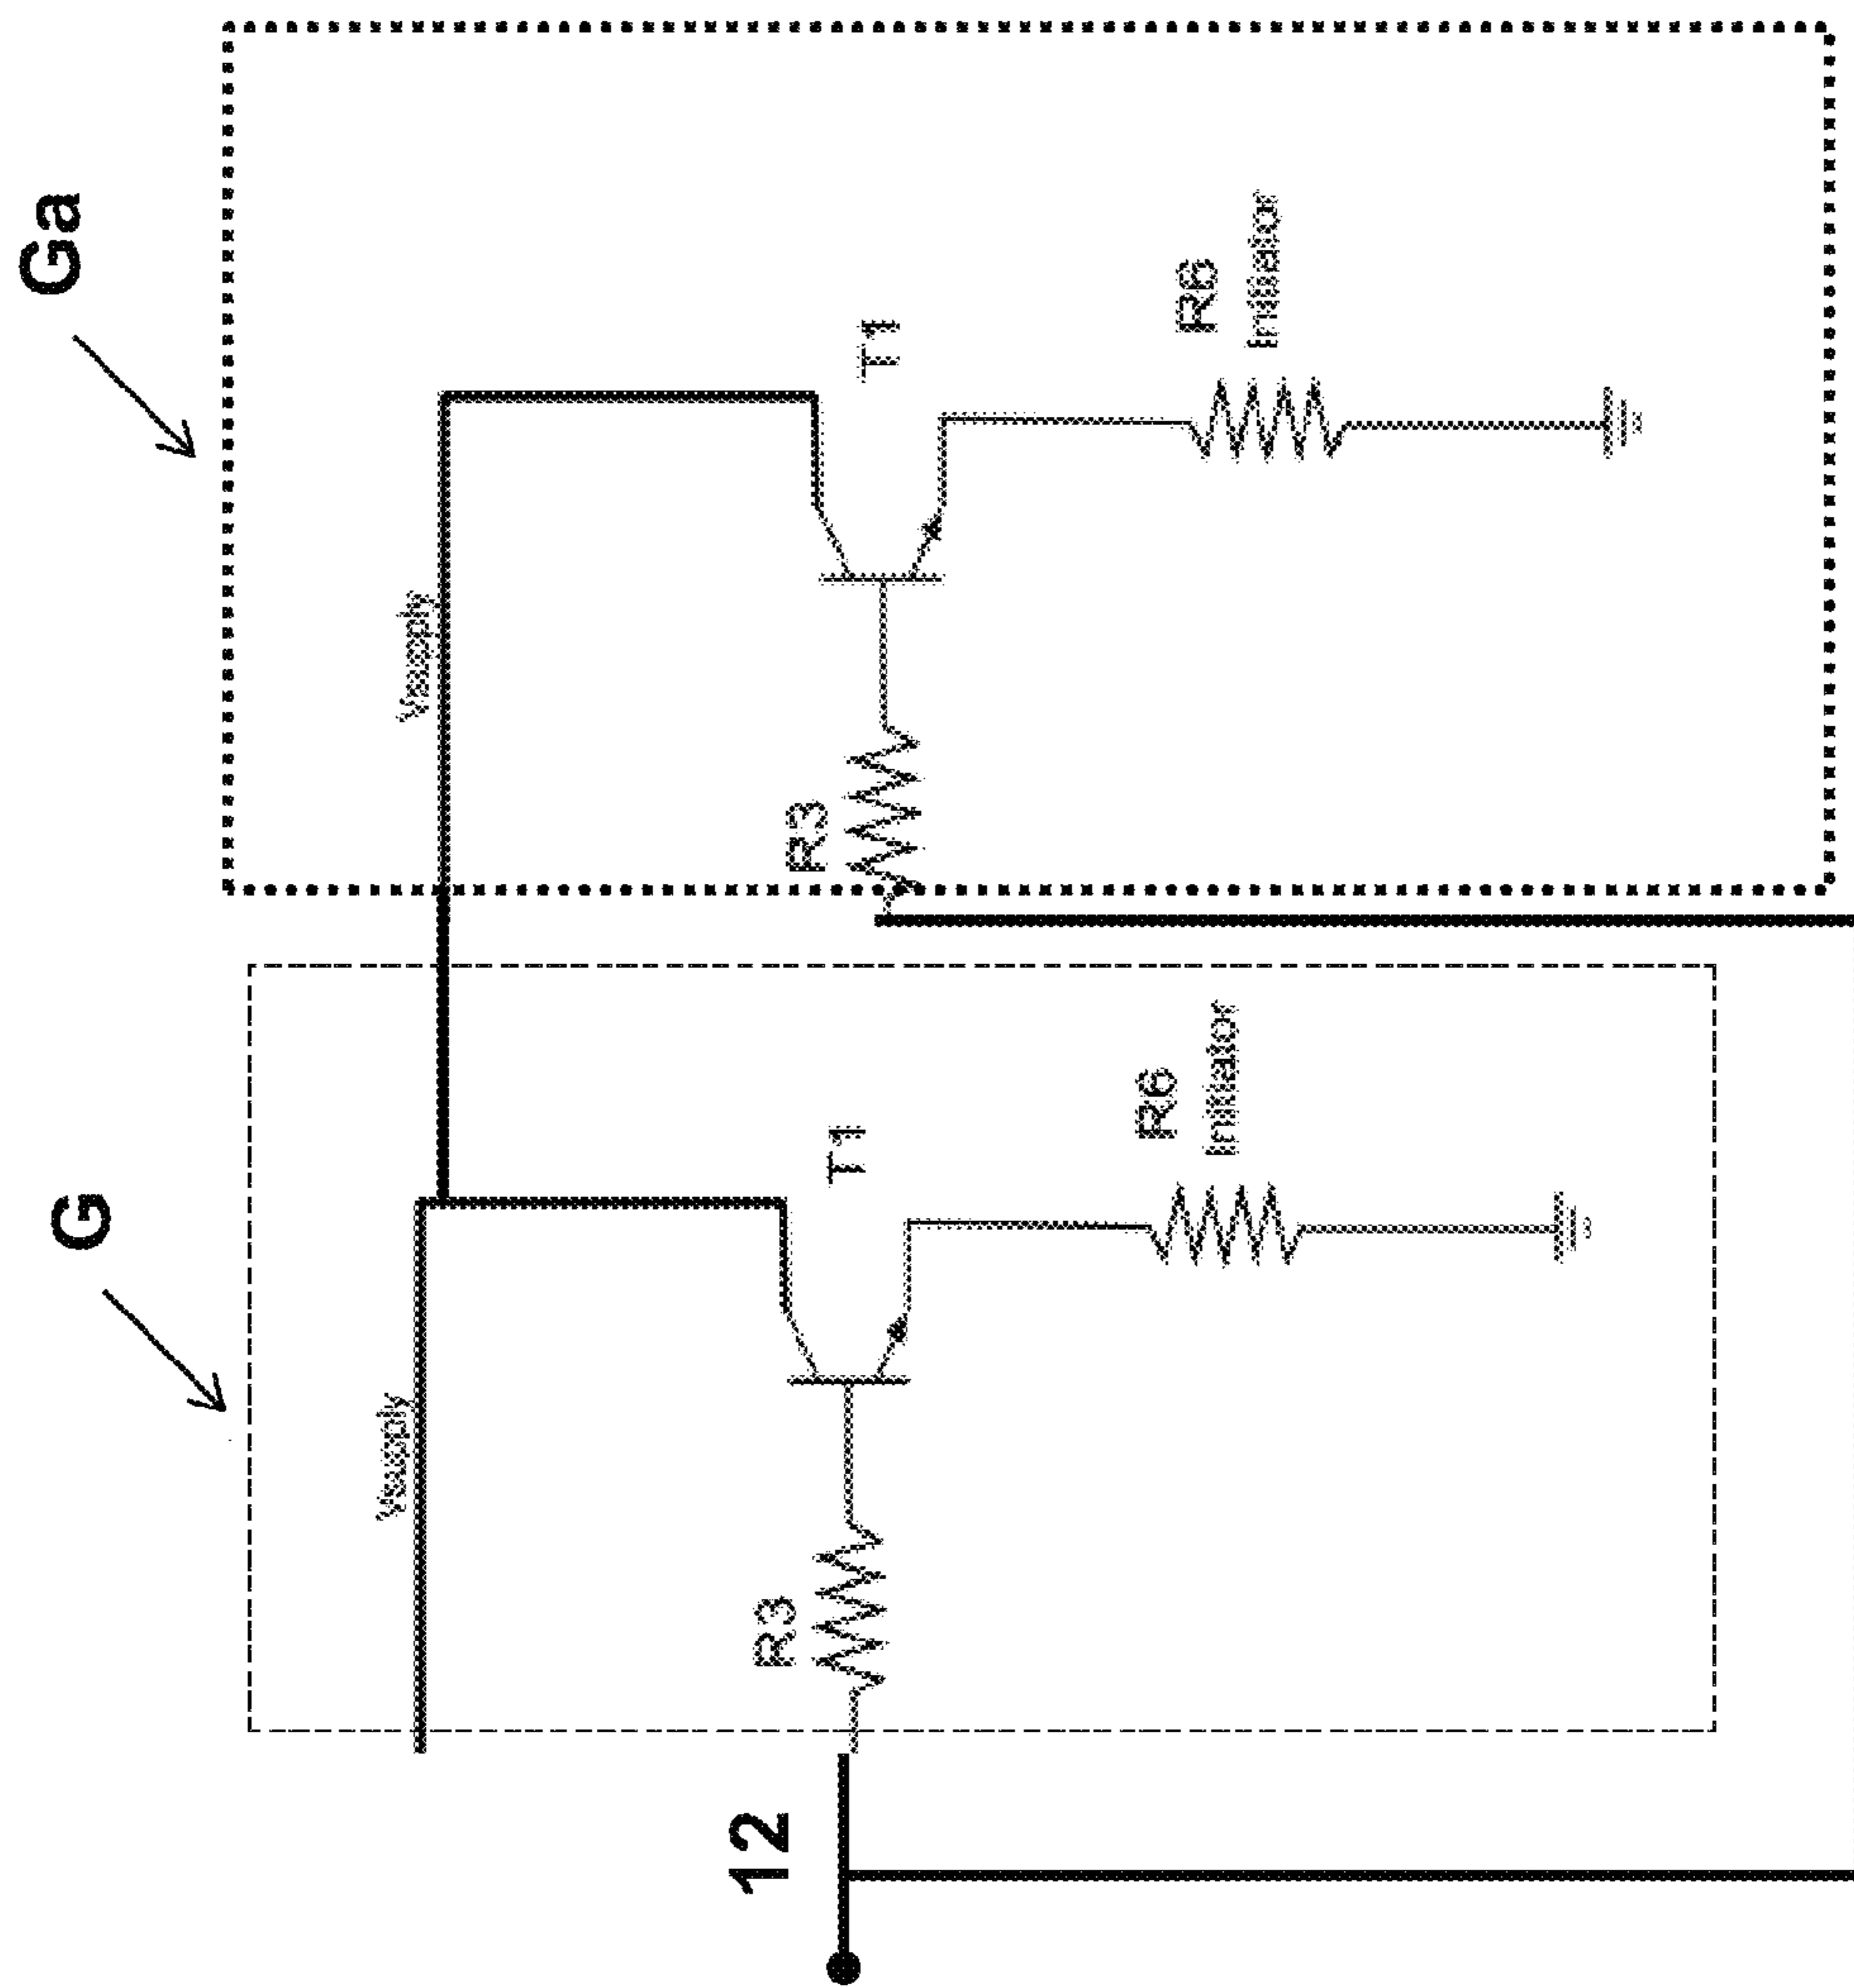 G
Ga
Vsupply
Vsupply
T1
T1
R3
R3
R6
Initiator
R6
Initiator
12